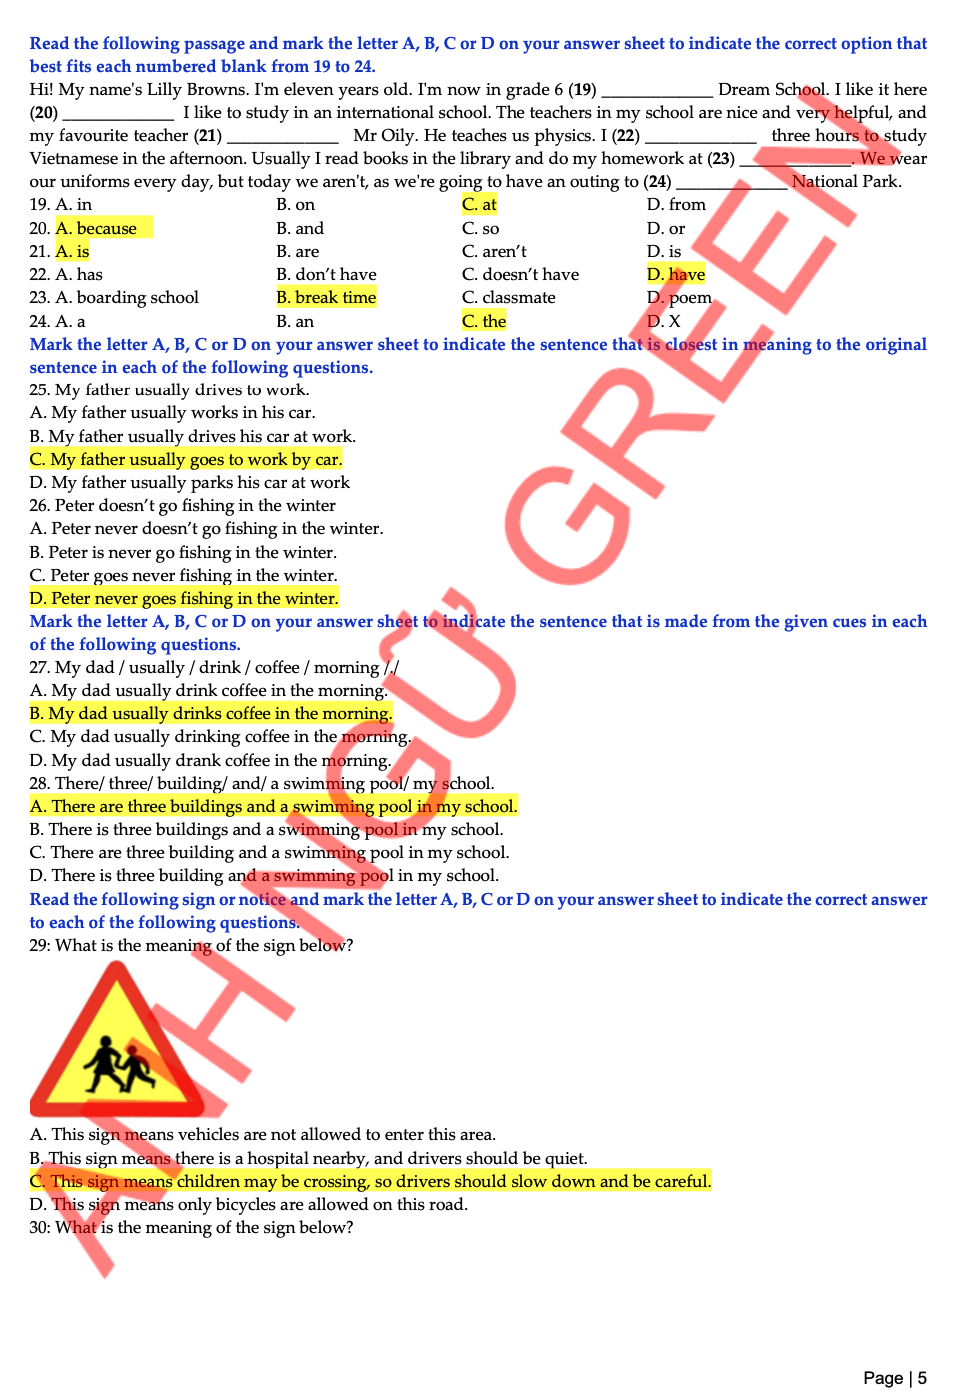 Read the following passage and mark the letter A, B, C or D on your answer sheet to indicate the correct option that
best fits each numbered blank from 19 to 24.
Hi! My name's Lilly Browns. I'm eleven years old. I'm now in grade 6 (19) ____________ Dream School. I like it here
(20) ____________ I like to study in an international school. The teachers in my school are nice and very helpful, and
my favourite teacher (21) ____________ Mr Oily. He teaches us physics. I (22) ____________ three hours to study
Vietnamese in the afternoon. Usually I read books in the library and do my homework at (23) ____________. We wear
our uniforms every day, but today we aren't, as we're going to have an outing to (24) ____________ National Park.
19. A. in B. on C. at D. from
20. A. because B. and C. so D. or
21. A. is B. are C. aren’t D. is
22. A. has B. don’t have C. doesn’t have D. have
23. A. boarding school B. break time C. classmate D. poem
24. A. a B. an C. the D. X
Mark the letter A, B, C or D on your answer sheet to indicate the sentence that is closest in meaning to the original
sentence in each of the following questions.
25. My father usually drives to work.
A. My father usually works in his car.
B. My father usually drives his car at work.
C. My father usually goes to work by car.
D. My father usually parks his car at work
26. Peter doesn’t go fishing in the winter
A. Peter never doesn’t go fishing in the winter.
B. Peter is never go fishing in the winter.
C. Peter goes never fishing in the winter.
D. Peter never goes fishing in the winter.
Mark the letter A, B, C or D on your answer sheet to indicate the sentence that is made from the given cues in each
of the following questions.
27. My dad / usually / drink / coffee / morning /./
A. My dad usually drink coffee in the morning.
B. My dad usually drinks coffee in the morning.
C. My dad usually drinking coffee in the morning.
D. My dad usually drank coffee in the morning.
28. There/ three/ building/ and/ a swimming pool/ my school.
A. There are three buildings and a swimming pool in my school.
B. There is three buildings and a swimming pool in my school.
C. There are three building and a swimming pool in my school.
D. There is three building and a swimming pool in my school.
Read the following sign or notice and mark the letter A, B, C or D on your answer sheet to indicate the correct answer
to each of the following questions.
29: What is the meaning of the sign below?
A. This sign means vehicles are not allowed to enter this area.
B. This sign means there is a hospital nearby, and drivers should be quiet.
C. This sign means children may be crossing, so drivers should slow down and be careful.
D. This sign means only bicycles are allowed on this road.
30: What is the meaning of the sign below?
ANH NGỮ GREEN
Page | 5